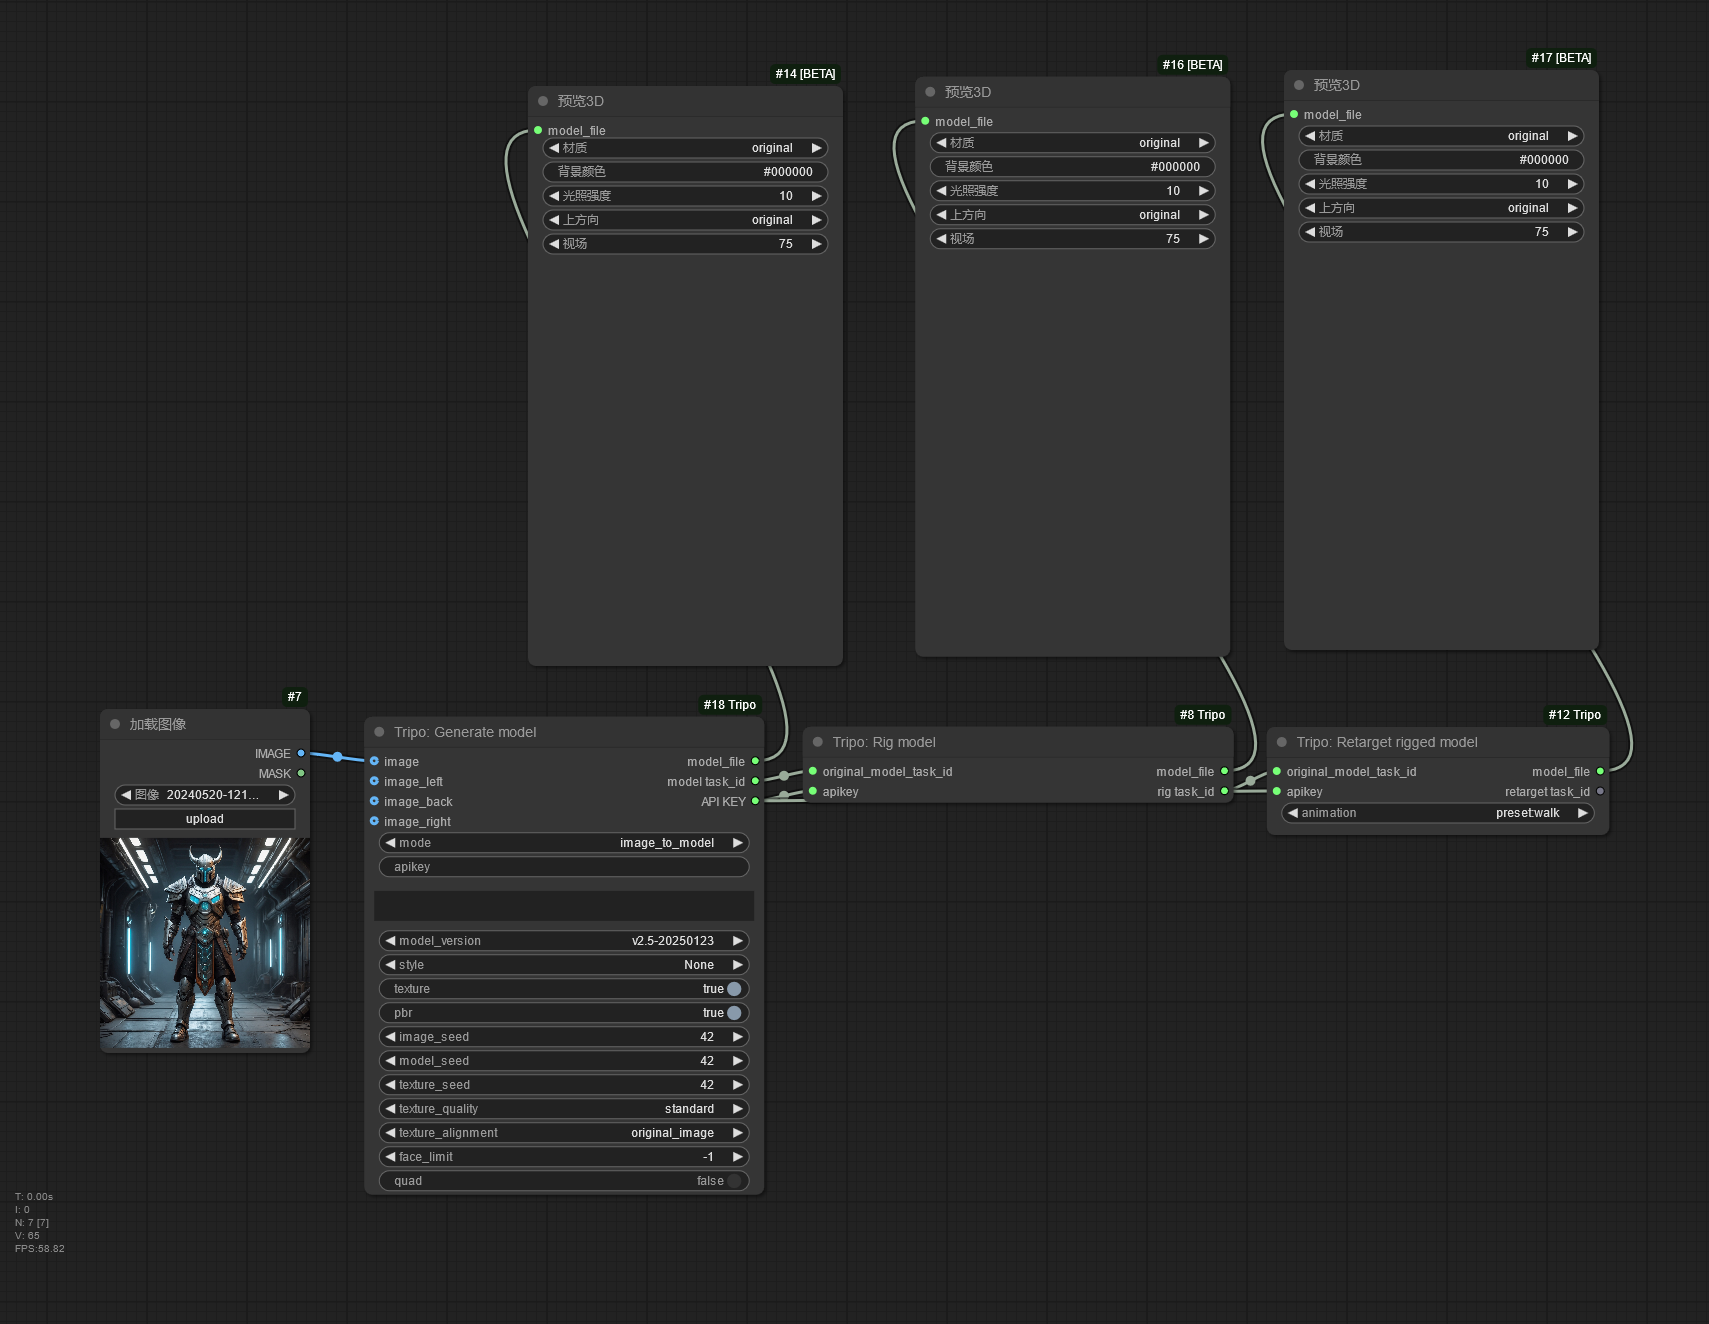 #14 [BETA]
预览3D
model_file
材质 original
背景颜色 #000000
光照强度 10
上方向 original
视场 75
#16 [BETA]
预览3D
model_file
材质 original
背景颜色 #000000
光照强度 10
上方向 original
视场 75
#17 [BETA]
预览3D
model_file
材质 original
背景颜色 #000000
光照强度 10
上方向 original
视场 75
#7
加载图像
IMAGE
MASK
图像 20240520-121...
upload
#18 Tripo
Tripo: Generate model
image model_file
image_left model task_id
image_back API KEY
image_right
mode image_to_model
apikey
model_version v2.5-20250123
style None
texture true
pbr true
image_seed 42
model_seed 42
texture_seed 42
texture_quality standard
texture_alignment original_image
face_limit -1
quad false
#8 Tripo
Tripo: Rig model
original_model_task_id model_file
apikey rig task_id
#12 Tripo
Tripo: Retarget rigged model
original_model_task_id model_file
apikey retarget task_id
animation preset:walk
T: 0.00s
I: 0
N: 7 [7]
V: 65
FPS:58.82